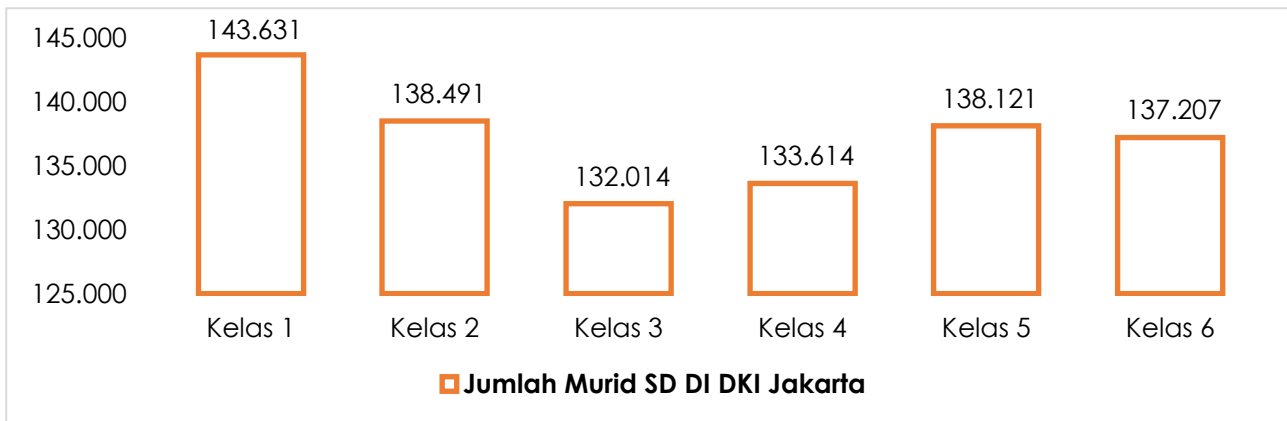 145.000
140.000
135.000
130.000
125.000
143.631
138.491
132.014
133.614
138.121
137.207
Kelas 1
Kelas 2
Kelas 3
Kelas 4
Kelas 5
Kelas 6
Jumlah Murid SD DI DKI Jakarta